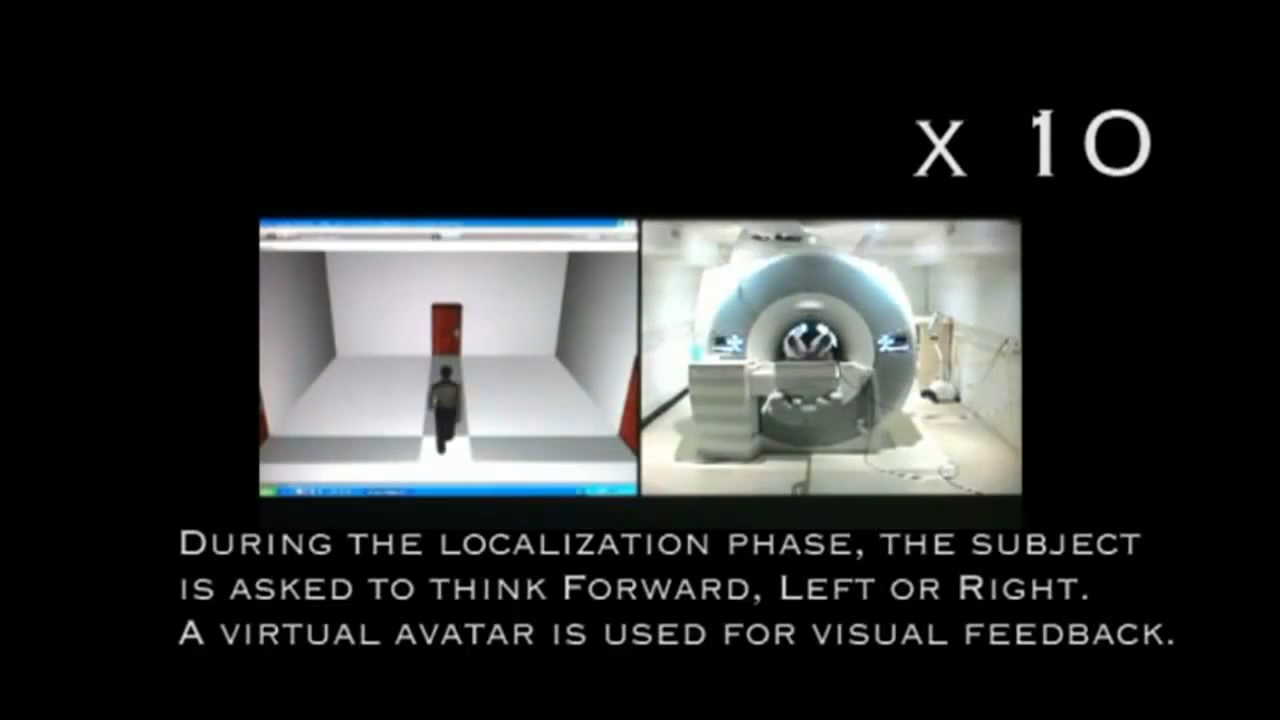 X 10
During the localization phase, the subject
is asked to think Forward, Left or Right.
A virtual avatar is used for visual feedback.